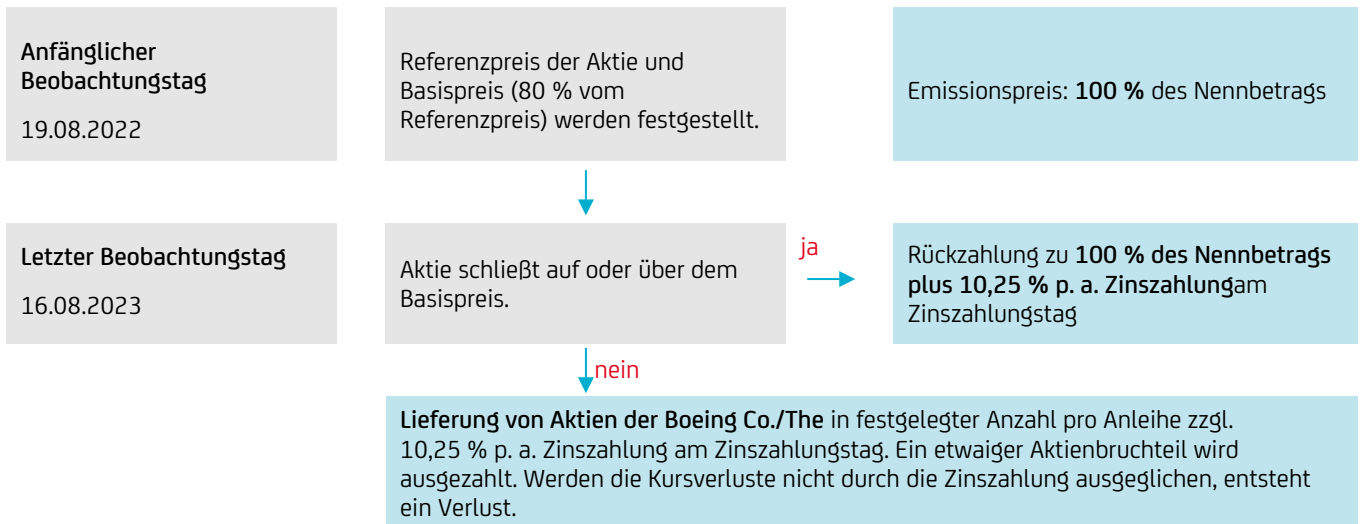 Anfänglicher
Beobachtungstag
19.08.2022
Referenzpreis der Aktie und
Basispreis (80 % vom
Referenzpreis) werden festgestellt.
Emissionspreis: 100 % des Nennbetrags
Letzter Beobachtungstag
16.08.2023
Aktie schließt auf oder über dem
Basispreis.
ja
Rückzahlung zu 100 % des Nennbetrags
plus 10,25 % p. a. Zinszahlungam
Zinszahlungstag
nein
Lieferung von Aktien der Boeing Co./The in festgelegter Anzahl pro Anleihe zzgl.
10,25 % p. a. Zinszahlung am Zinszahlungstag. Ein etwaiger Aktienbruchteil wird
ausgezahlt. Werden die Kursverluste nicht durch die Zinszahlung ausgeglichen, entsteht
ein Verlust.